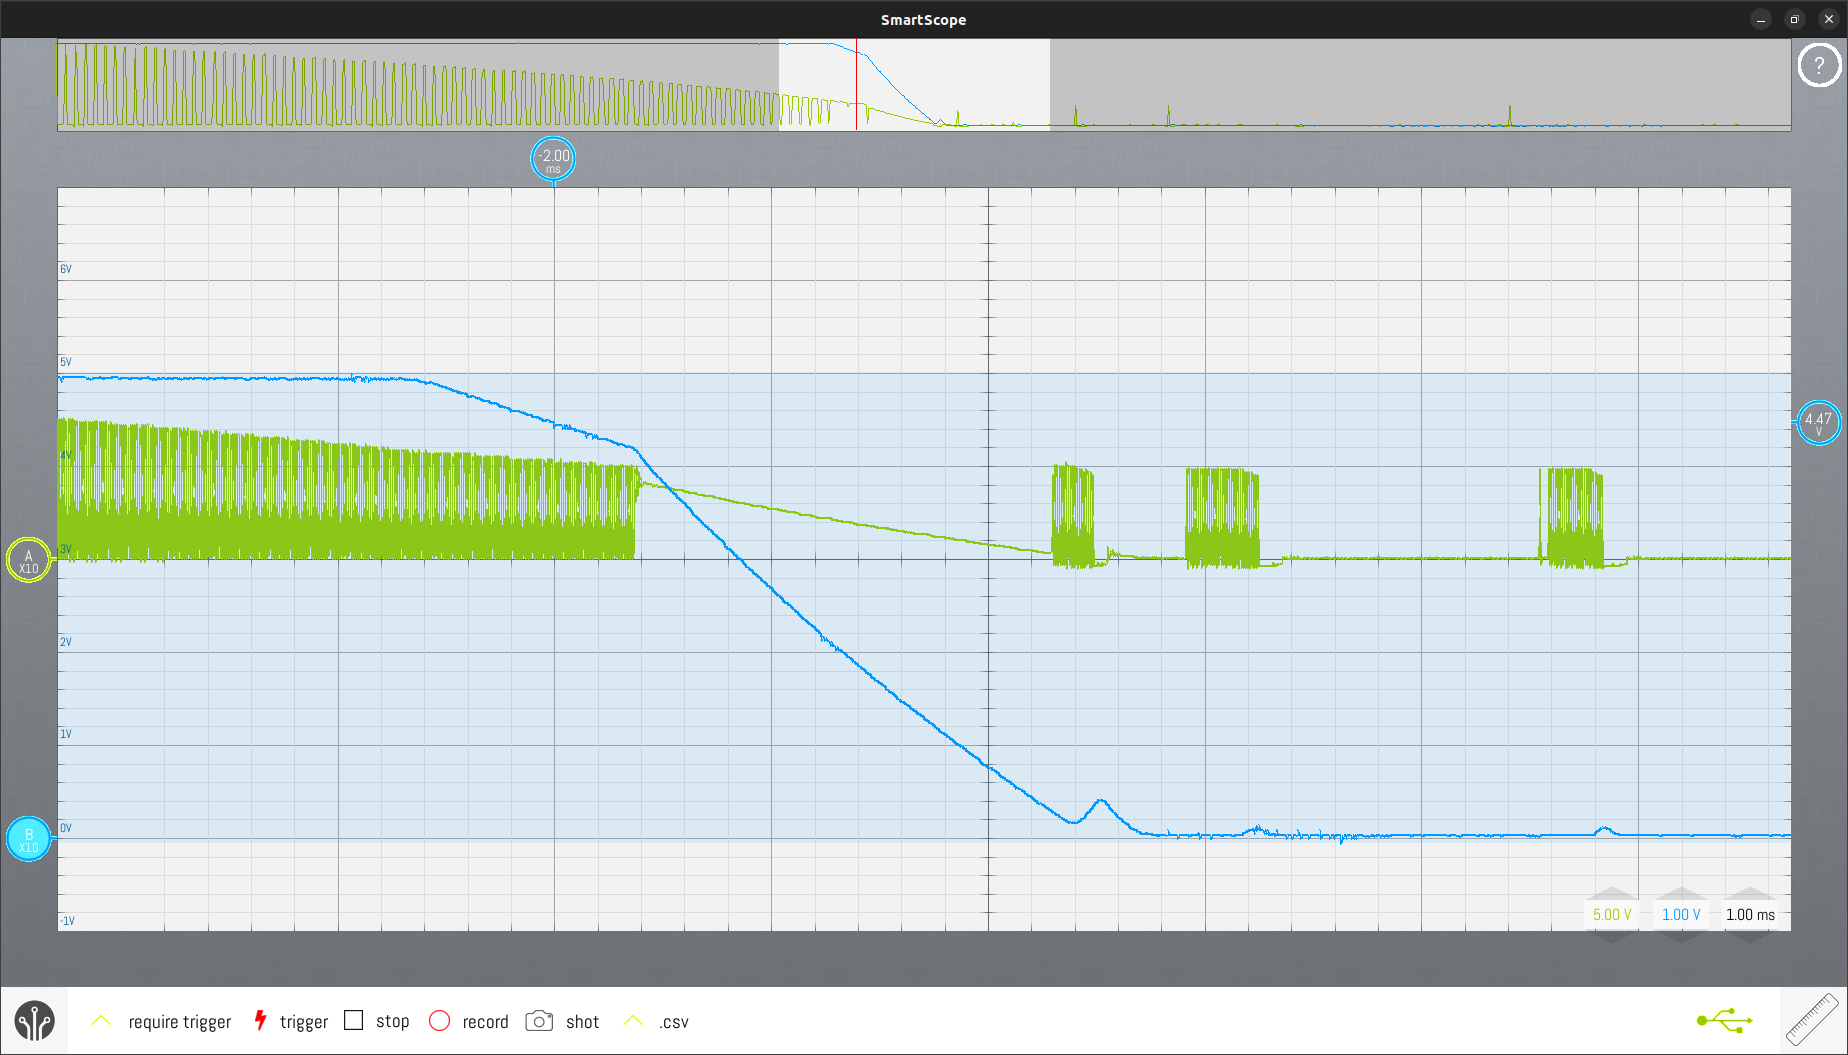 SmartScope
?
-2.00
ms
6V
5V
4.47
V
4V
A
X10
3V
2V
1V
B
X10
0V
-1V
5.00 V 1.00 V 1.00 ms
require trigger trigger stop record shot .csv